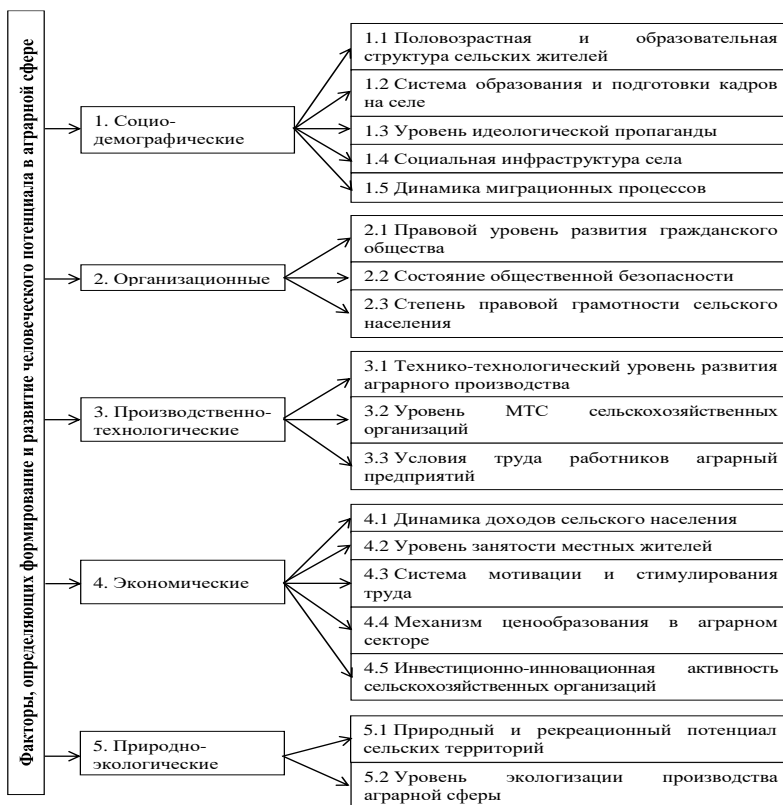 Факторы, определяющих формирование и развитие человеческого потенциала в аграрной сфере
1. Социо-
демографические
1.1 Половозрастная и образовательная
структура сельских жителей
1.2 Система образования и подготовки кадров
на селе
1.3 Уровень идеологической пропаганды
1.4 Социальная инфраструктура села
1.5 Динамика миграционных процессов
2. Организационные
2.1 Правовой уровень развития гражданского
общества
2.2 Состояние общественной безопасности
2.3 Степень правовой грамотности сельского
населения
3. Производственно-
технологические
3.1 Технико-технологический уровень развития
аграрного производства
3.2 Уровень МТС сельскохозяйственных
организаций
3.3 Условия труда работников аграрный
предприятий
4. Экономические
4.1 Динамика доходов сельского населения
4.2 Уровень занятости местных жителей
4.3 Система мотивации и стимулирования
труда
4.4 Механизм ценообразования в аграрном
секторе
4.5 Инвестиционно-инновационная активность
сельскохозяйственных организаций
5. Природно-
экологические
5.1 Природный и рекреационный потенциал
сельских территорий
5.2 Уровень экологизации производства
аграрной сферы